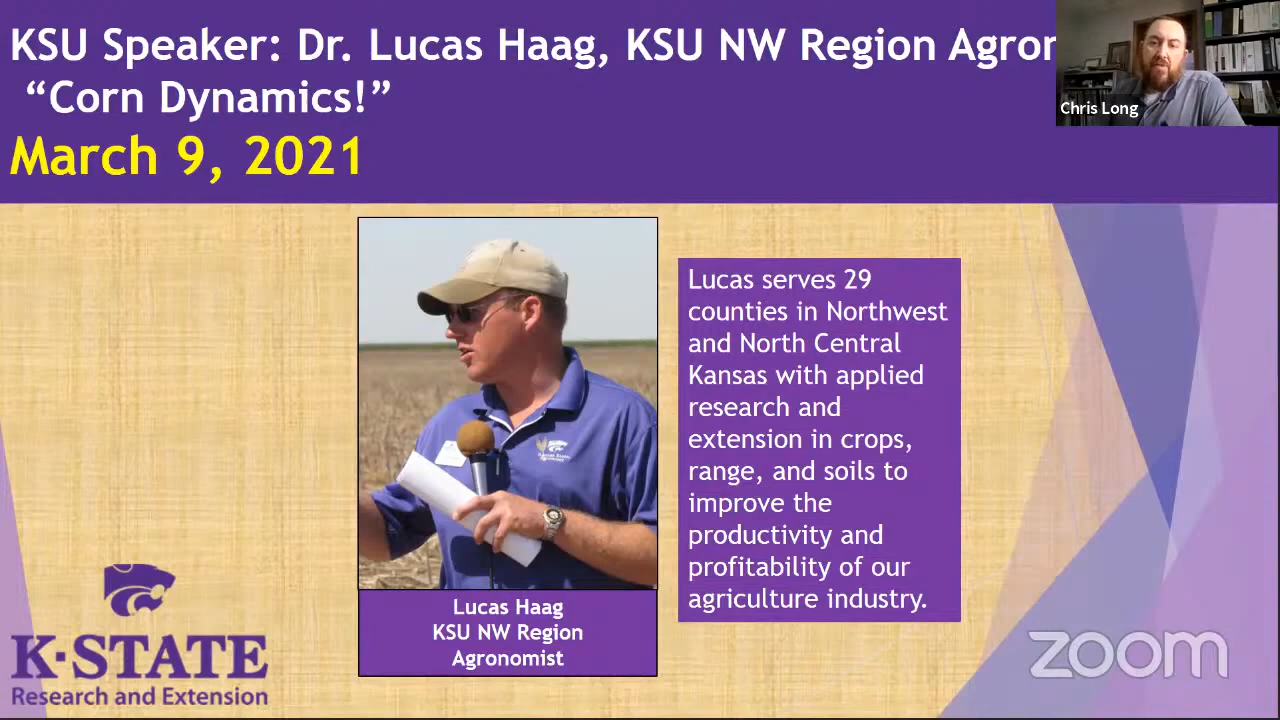 KSU Speaker: Dr. Lucas Haag, KSU NW Region Agron
Chris Long
“Corn Dynamics!”
March 9, 2021
Lucas serves 29
counties in Northwest
and North Central
Kansas with applied
research and
extension in crops,
range, and soils to
improve the
productivity and
profitability of our
agriculture industry.
Lucas Haag
KSU NW Region
Agronomist
K-STATE
Research and Extension
zoom